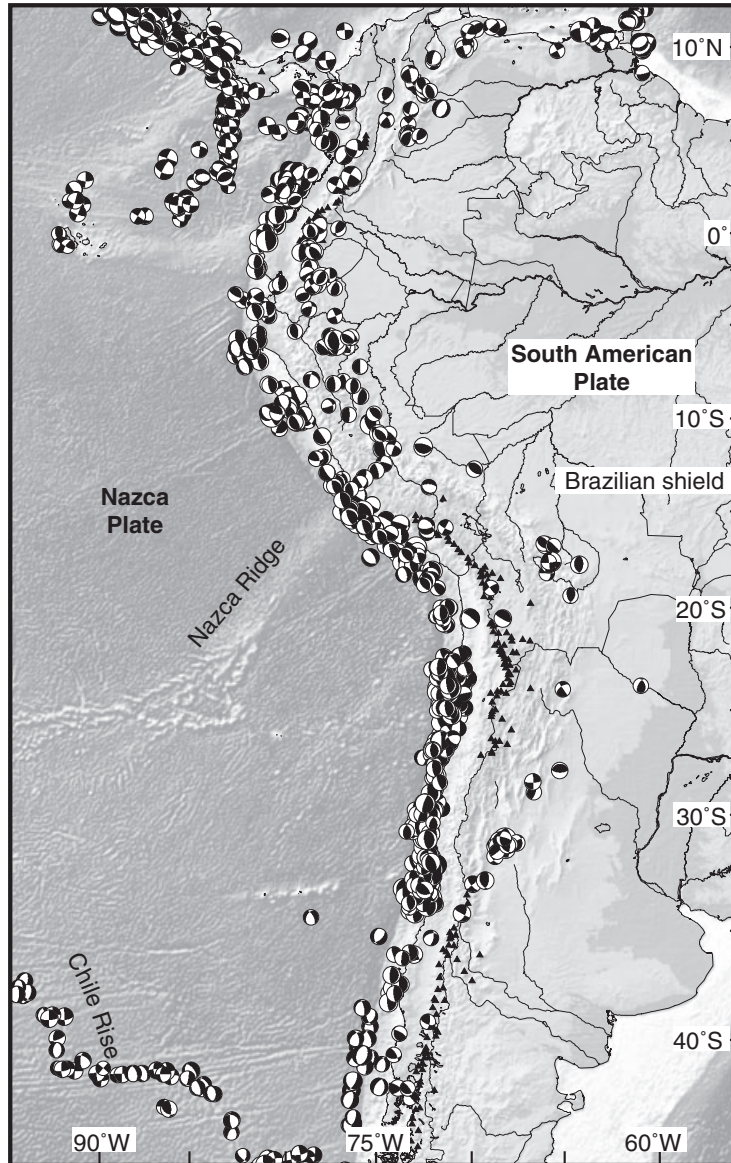 10˚N
0˚
South American
Plate
10˚S
Brazilian shield
Nazca
Plate
Nazca Ridge
20˚S
30˚S
Chile Rise
40˚S
90˚W
75˚W
60˚W